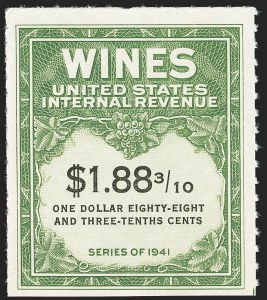 WINES
UNITED STATES
INTERNAL REVENUE
$1.88 3/10
ONE DOLLAR EIGHTY-EIGHT
AND THREE-TENTHS CENTS
SERIES OF 1941